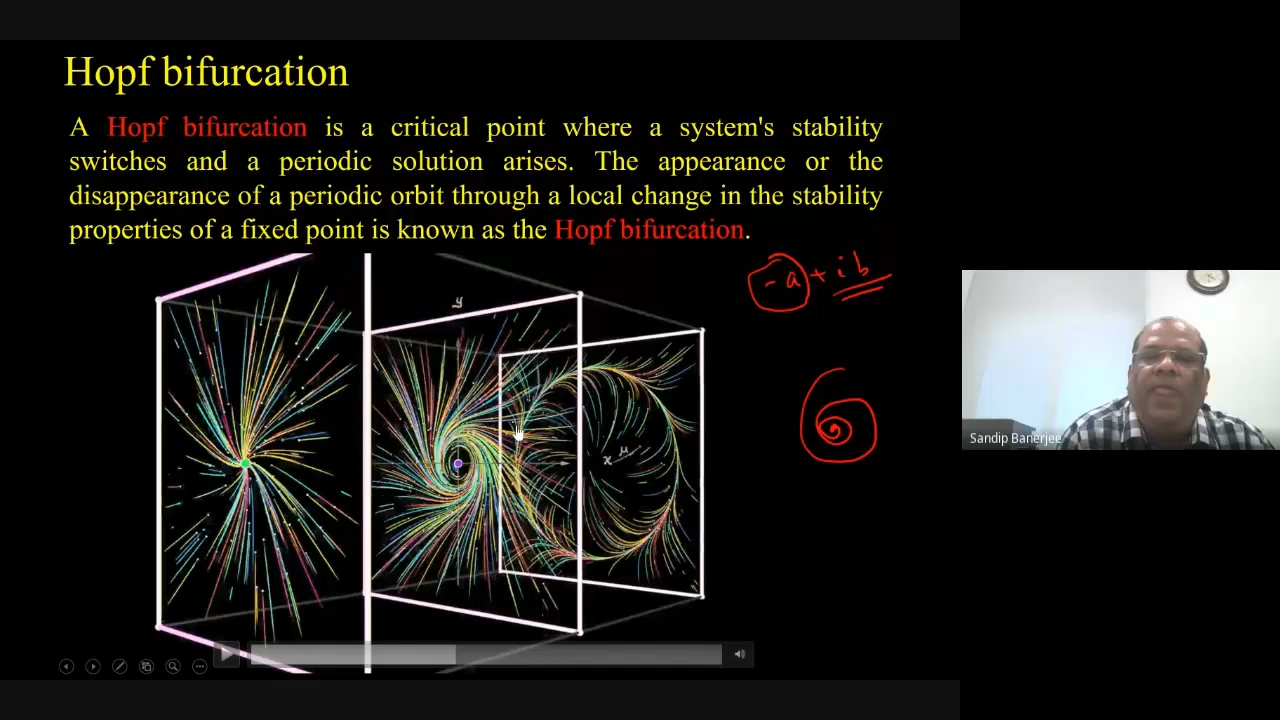 Hopf bifurcation
A Hopf bifurcation is a critical point where a system's stability
switches and a periodic solution arises. The appearance or the
disappearance of a periodic orbit through a local change in the stability
properties of a fixed point is known as the Hopf bifurcation.
-a + ib
y
x μ
Sandip Banerjee